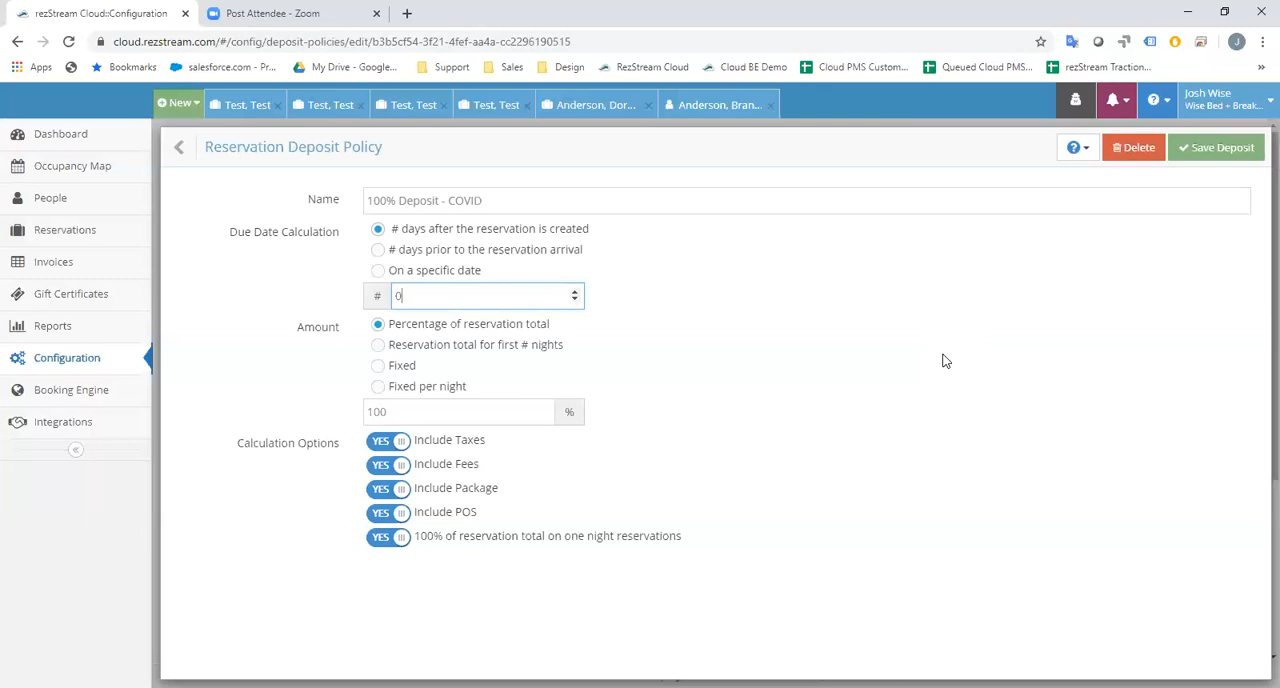 rezStream Cloud::Configuration
Post Attendee - Zoom
cloud.rezstream.com/#/config/deposit-policies/edit/b3b5cf54-3f21-4fef-aa4a-cc2296190515
J
Apps
Bookmarks
salesforce.com - Pr...
My Drive - Google...
Support
Sales
Design
RezStream Cloud
Cloud BE Demo
Cloud PMS Custom...
Queued Cloud PMS...
rezStream Traction...
New
Test, Test
Test, Test
Test, Test
Test, Test
Anderson, Dor...
Anderson, Bran...
Josh Wise
Wise Bed + Break...
Dashboard
Occupancy Map
People
Reservations
Invoices
Gift Certificates
Reports
Configuration
Booking Engine
Integrations
Reservation Deposit Policy
Delete
Save Deposit
Name
100% Deposit - COVID
Due Date Calculation
# days after the reservation is created
# days prior to the reservation arrival
On a specific date
# 0
Amount
Percentage of reservation total
Reservation total for first # nights
Fixed
Fixed per night
100 %
Calculation Options
YES Include Taxes
YES Include Fees
YES Include Package
YES Include POS
YES 100% of reservation total on one night reservations